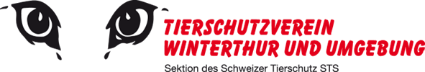 TIERSCHUTZVEREIN
WINTERTHUR UND UMGEBUNG
Sektion des Schweizer Tierschutz STS